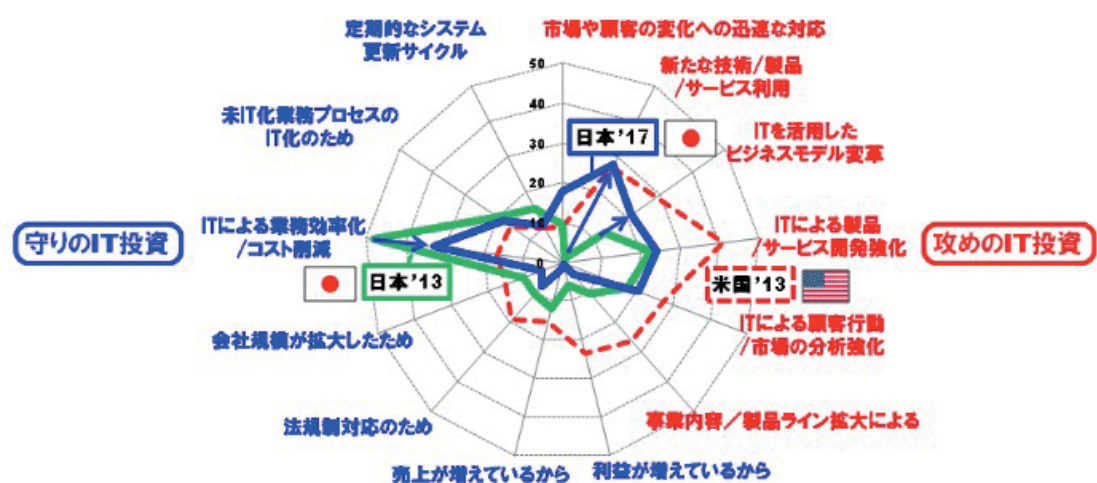 定期的なシステム
更新サイクル
市場や顧客の変化への迅速な対応
新たな技術/製品
/サービス利用
未IT化業務プロセスの
IT化のため
ITを活用した
ビジネスモデル変革
50
40
30
20
10
0
日本'17
守りのIT投資
ITによる業務効率化
/コスト削減
ITによる製品
/サービス開発強化
攻めのIT投資
日本'13
米国'13
会社規模が拡大したため
ITによる顧客行動
/市場の分析強化
法規制対応のため
事業内容/製品ライン拡大による
売上が増えているから
利益が増えているから